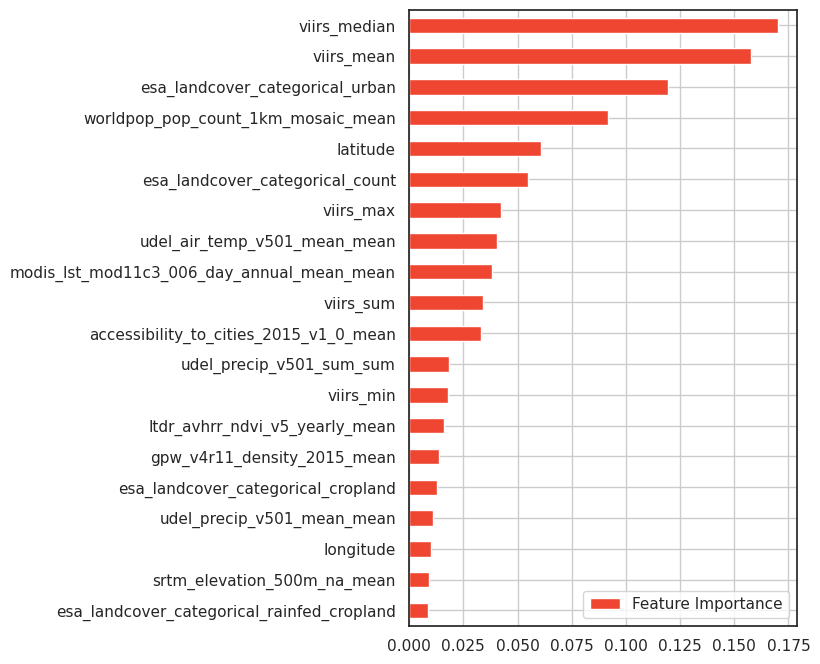 viirs_median
viirs_mean
esa_landcover_categorical_urban
worldpop_pop_count_1km_mosaic_mean
latitude
esa_landcover_categorical_count
viirs_max
udel_air_temp_v501_mean_mean
modis_lst_mod11c3_006_day_annual_mean_mean
viirs_sum
accessibility_to_cities_2015_v1_0_mean
udel_precip_v501_sum_sum
viirs_min
ltdr_avhrr_ndvi_v5_yearly_mean
gpw_v4r11_density_2015_mean
esa_landcover_categorical_cropland
udel_precip_v501_mean_mean
longitude
srtm_elevation_500m_na_mean
esa_landcover_categorical_rainfed_cropland
Feature Importance
0.000 0.025 0.050 0.075 0.100 0.125 0.150 0.175